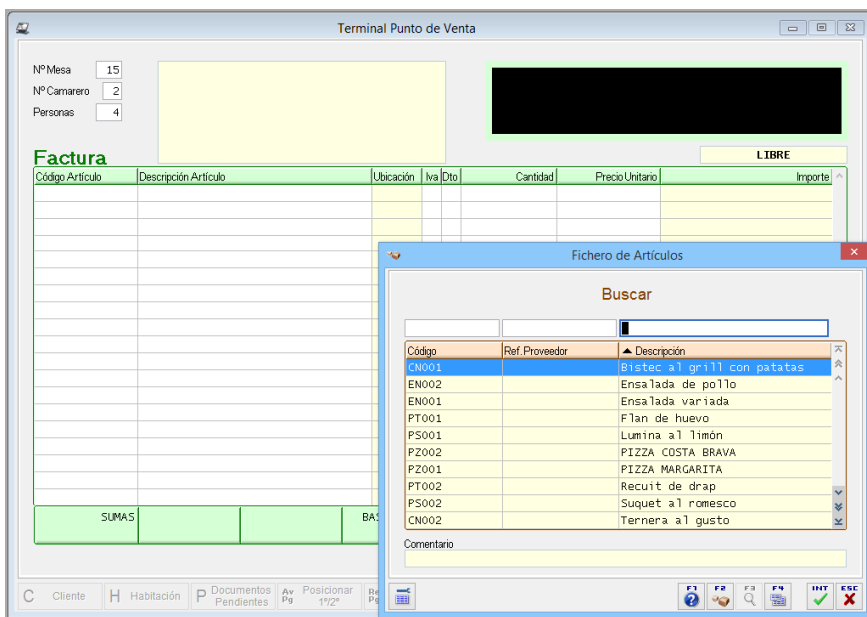 Terminal Punto de Venta
Nº Mesa 15
Nº Camarero 2
Personas 4
Factura
LIBRE
Código Artículo Descripción Artículo Ubicación Iva Dto Cantidad Precio Unitario Importe
Fichero de Artículos
Buscar
Código Ref. Proveedor Descripción
CN001 Bistec al grill con patatas
EN002 Ensalada de pollo
EN001 Ensalada variada
PT001 Flan de huevo
PS001 Lumina al limón
PZ002 PIZZA COSTA BRAVA
PZ001 PIZZA MARGARITA
PT002 Recuit de drap
PS002 Suquet al romesco
CN002 Ternera al gusto
Comentario
F1 F2 F3 F4 INT ESC
SUMAS
C Cliente H Habitación P Documentos Pendientes Av Pg Posicionar 1º/2º